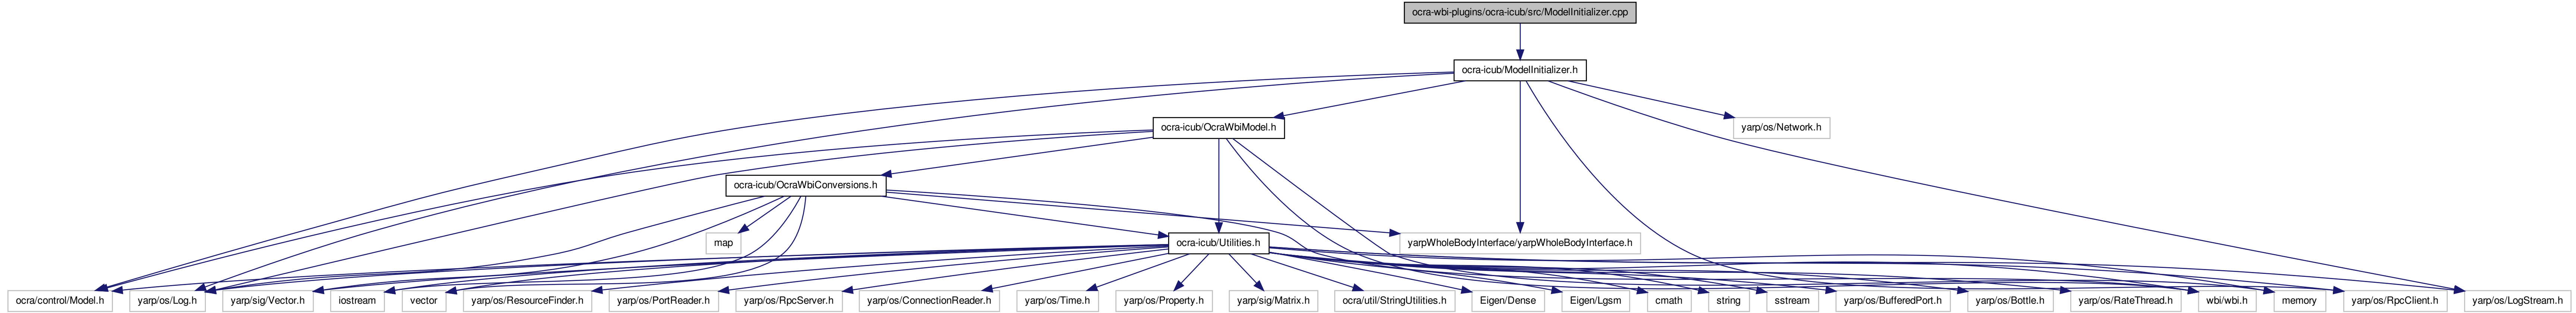 ocra-wbi-plugins/ocra-icub/src/ModelInitializer.cpp
ocra-icub/ModelInitializer.h
ocra-icub/OcraWbiModel.h
yarp/os/Network.h
ocra-icub/OcraWbiConversions.h
map
ocra-icub/Utilities.h
yarpWholeBodyInterface/yarpWholeBodyInterface.h
ocra/control/Model.h
yarp/os/Log.h
yarp/sig/Vector.h
iostream
vector
yarp/os/ResourceFinder.h
yarp/os/PortReader.h
yarp/os/RpcServer.h
yarp/os/ConnectionReader.h
yarp/os/Time.h
yarp/os/Property.h
yarp/sig/Matrix.h
ocra/util/StringUtilities.h
Eigen/Dense
Eigen/Lgsm
cmath
string
sstream
yarp/os/BufferedPort.h
yarp/os/Bottle.h
yarp/os/RateThread.h
wbi/wbi.h
memory
yarp/os/RpcClient.h
yarp/os/LogStream.h